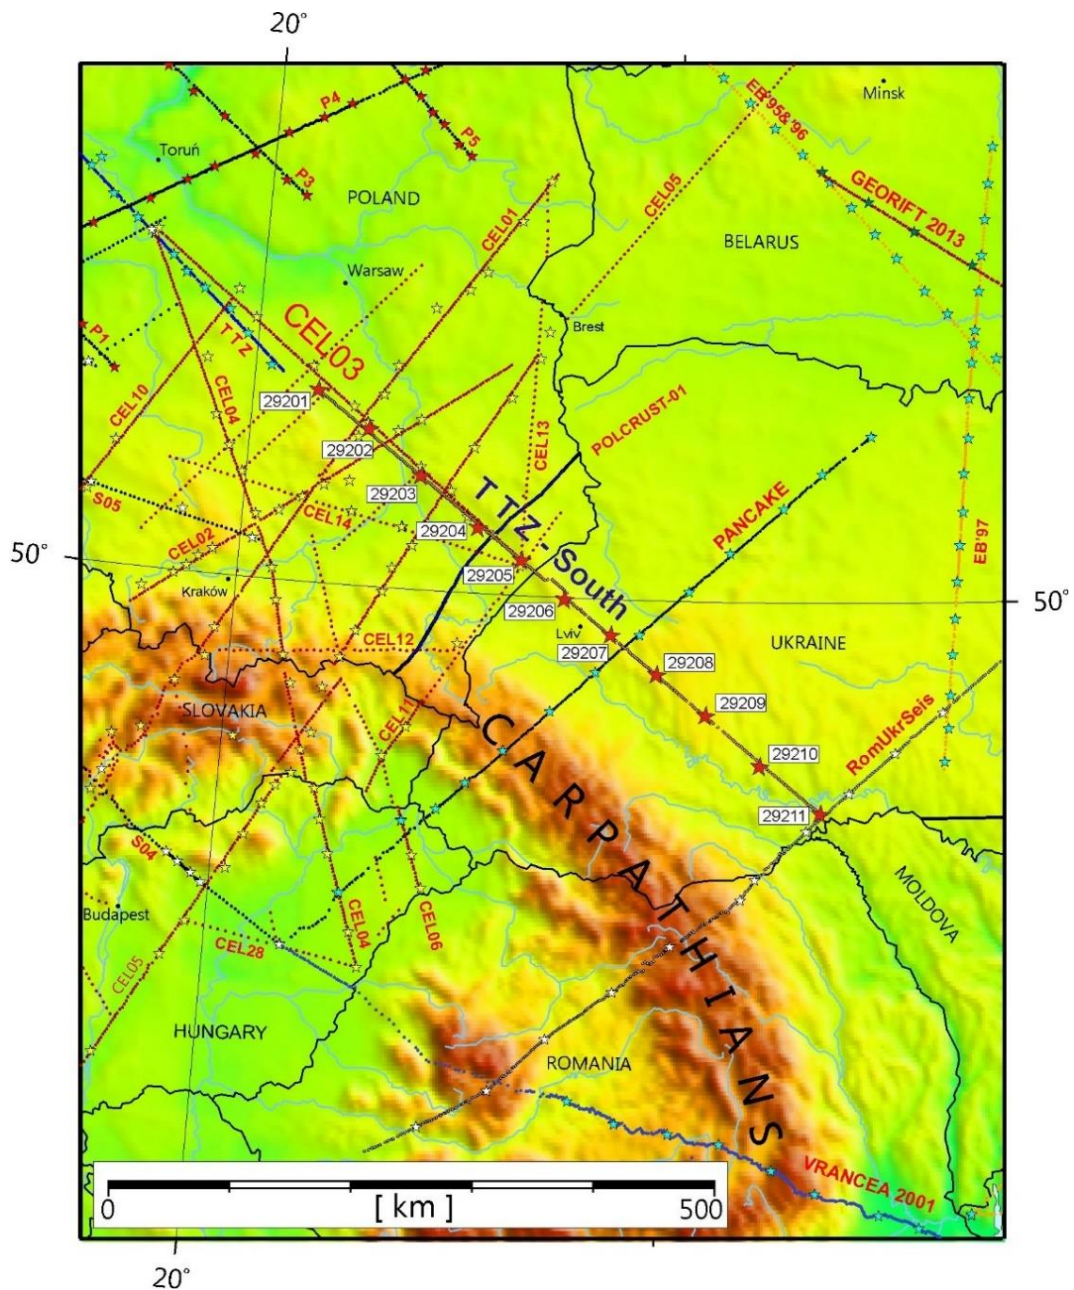 20°
Minsk
EB'95&'96
P4
P5
Toruń
P3
POLAND
CEL01
CEL05
GEORIFT 2013
BELARUS
Warsaw
CEL03
TTZ
Brest
P1
CEL10
CEL04
29201
29202
CEL13
POLCRUST-01
29203
TTZ-South
PANCAKE
S05
CEL14
29204
EB'97
CEL02
50°
29205
Kraków
29206
50°
Lviv
CEL12
29207
UKRAINE
29208
SLOVAKIA
CEL11
29209
CARPATHIANS
RomUkrSeis
29210
29211
S04
MOLDOVA
Budapest
CEL28
CEL04
CEL06
CEL05
HUNGARY
ROMANIA
VRANCEA 2001
0 [ km ] 500
20°